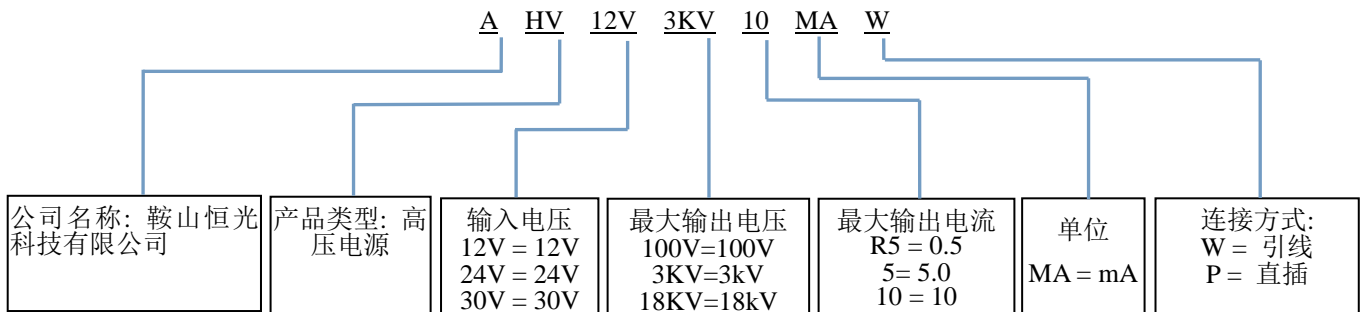 A HV 12V 3KV 10 MA W
公司名称: 鞍山恒光
科技有限公司
产品类型: 高
压电源
输入电压
12V = 12V
24V = 24V
30V = 30V
最大输出电压
100V=100V
3KV=3kV
18KV=18kV
最大输出电流
R5 = 0.5
5= 5.0
10 = 10
单位
MA = mA
连接方式:
W = 引线
P = 直插